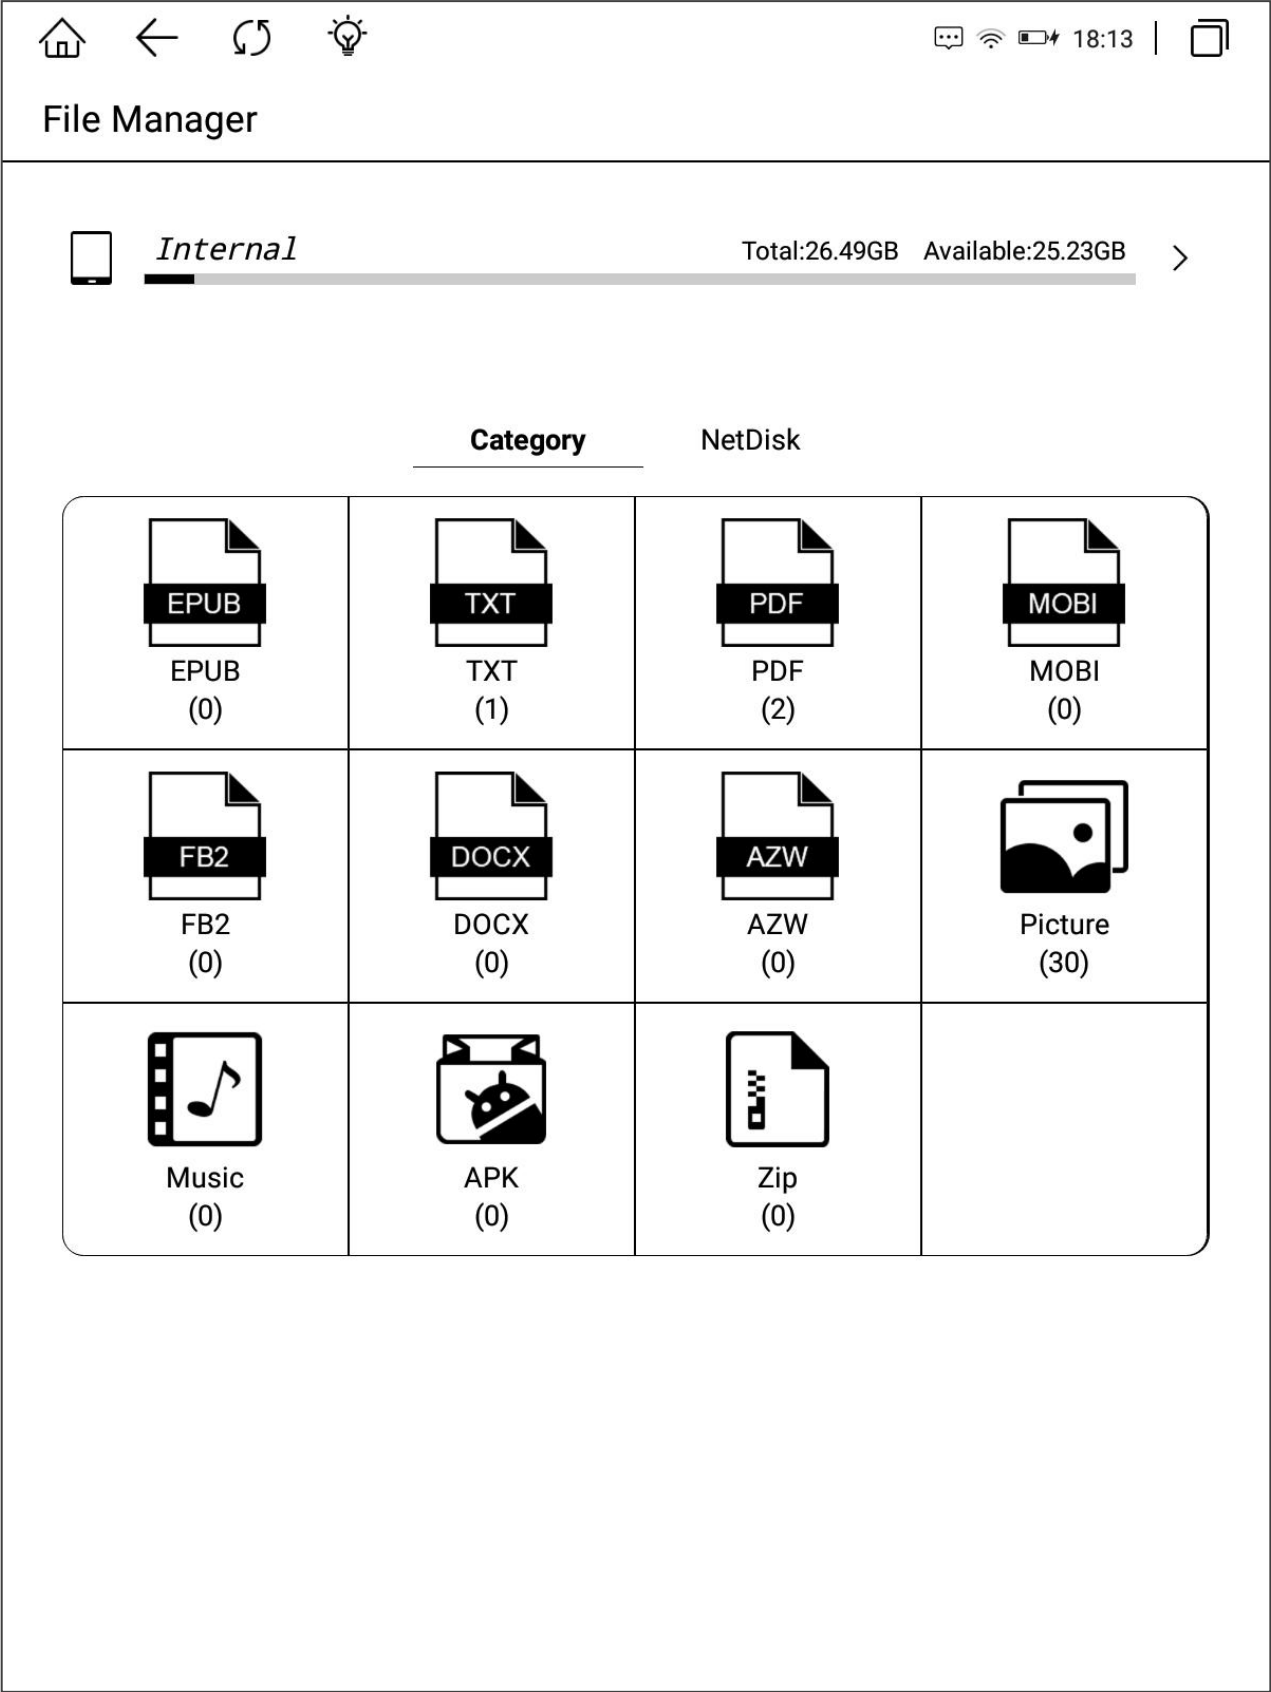 18:13
File Manager
Internal Total:26.49GB Available:25.23GB
Category NetDisk
EPUB TXT PDF MOBI
EPUB TXT PDF MOBI
(0) (1) (2) (0)
FB2 DOCX AZW
FB2 DOCX AZW Picture
(0) (0) (0) (30)
Music APK Zip
(0) (0) (0)